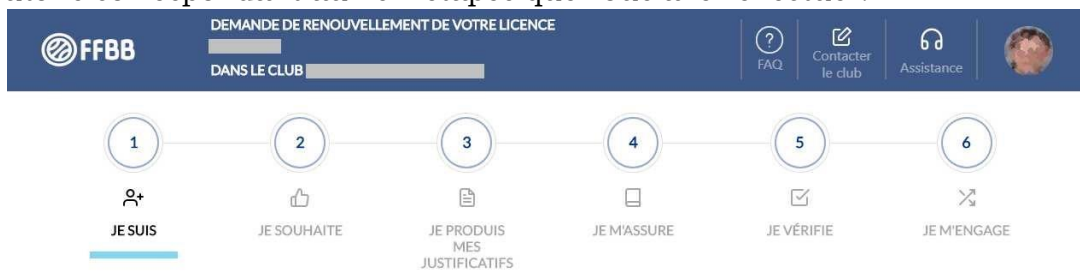 FFBB
DEMANDE DE RENOUVELLEMENT DE VOTRE LICENCE
DANS LE CLUB
?
FAQ
Contacter
le club
Assistance
1
2
3
4
5
6
JE SUIS
JE SOUHAITE
JE PRODUIS
MES
JUSTIFICATIFS
JE M'ASSURE
JE VÉRIFIE
JE M'ENGAGE